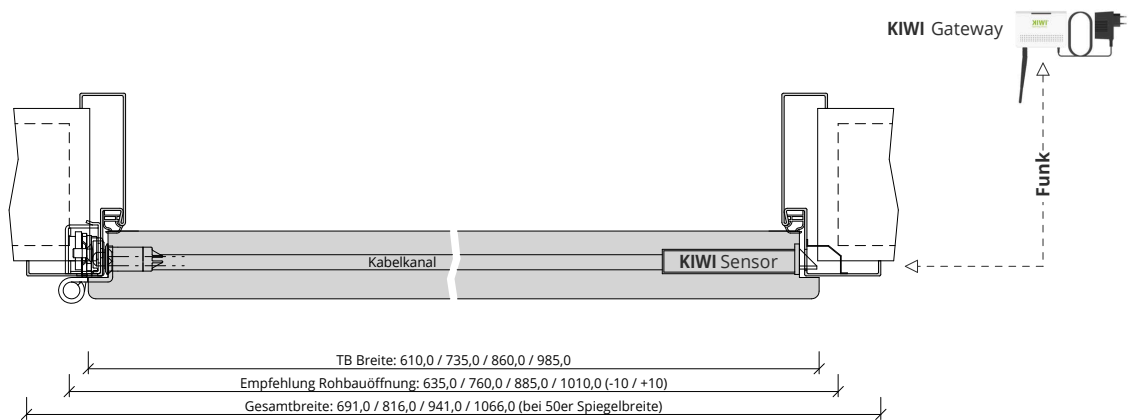 KIWI Gateway
KIWI
Funk
Kabelkanal
KIWI Sensor
TB Breite: 610,0 / 735,0 / 860,0 / 985,0
Empfehlung Rohbauöffnung: 635,0 / 760,0 / 885,0 / 1010,0 (-10 / +10)
Gesamtbreite: 691,0 / 816,0 / 941,0 / 1066,0 (bei 50er Spiegelbreite)